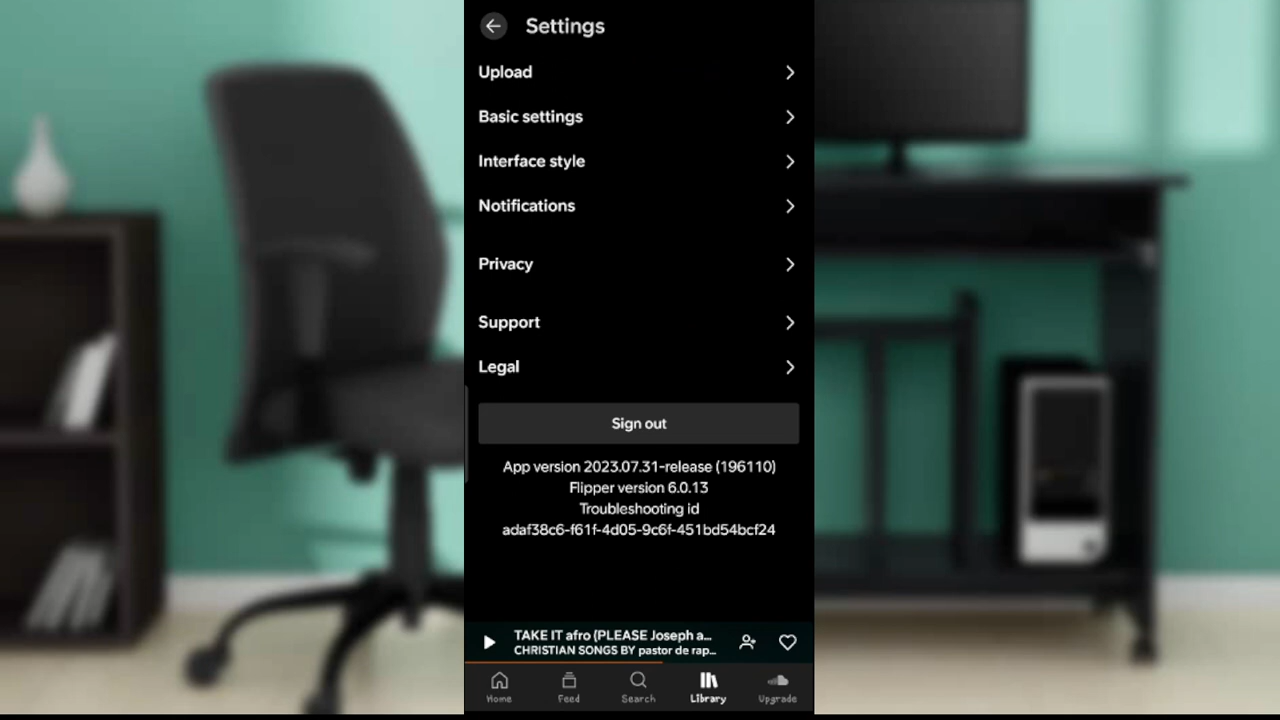 Settings
Upload
Basic settings
Interface style
Notifications
Privacy
Support
Legal
Sign out
App version 2023.07.31-release (196110)
Flipper version 6.0.13
Troubleshooting id
adaf38c6-f61f-4d05-9c6f-451bd54bcf24
TAKE IT afro (PLEASE Joseph a...
CHRISTIAN SONGS BY pastor de rap...
Home Feed Search Library Upgrade